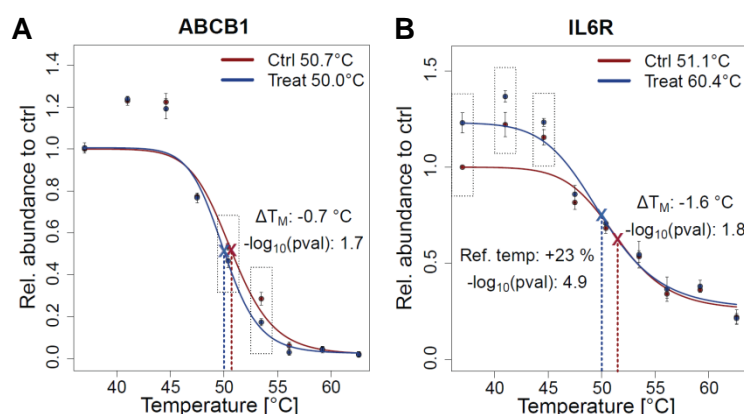 A
ABCB1
Ctrl 50.7°C
Treat 50.0°C
Rel. abundance to ctrl
0.0 0.2 0.4 0.6 0.8 1.0 1.2 1.4
ΔTM: -0.7 °C
-log10(pval): 1.7
40 45 50 55 60
Temperature [°C]
B
IL6R
Ctrl 51.1°C
Treat 60.4°C
Rel. abundance to ctrl
0.0 0.5 1.0 1.5
ΔTM: -1.6 °C
-log10(pval): 1.8
Ref. temp: +23 %
-log10(pval): 4.9
40 45 50 55 60
Temperature [°C]